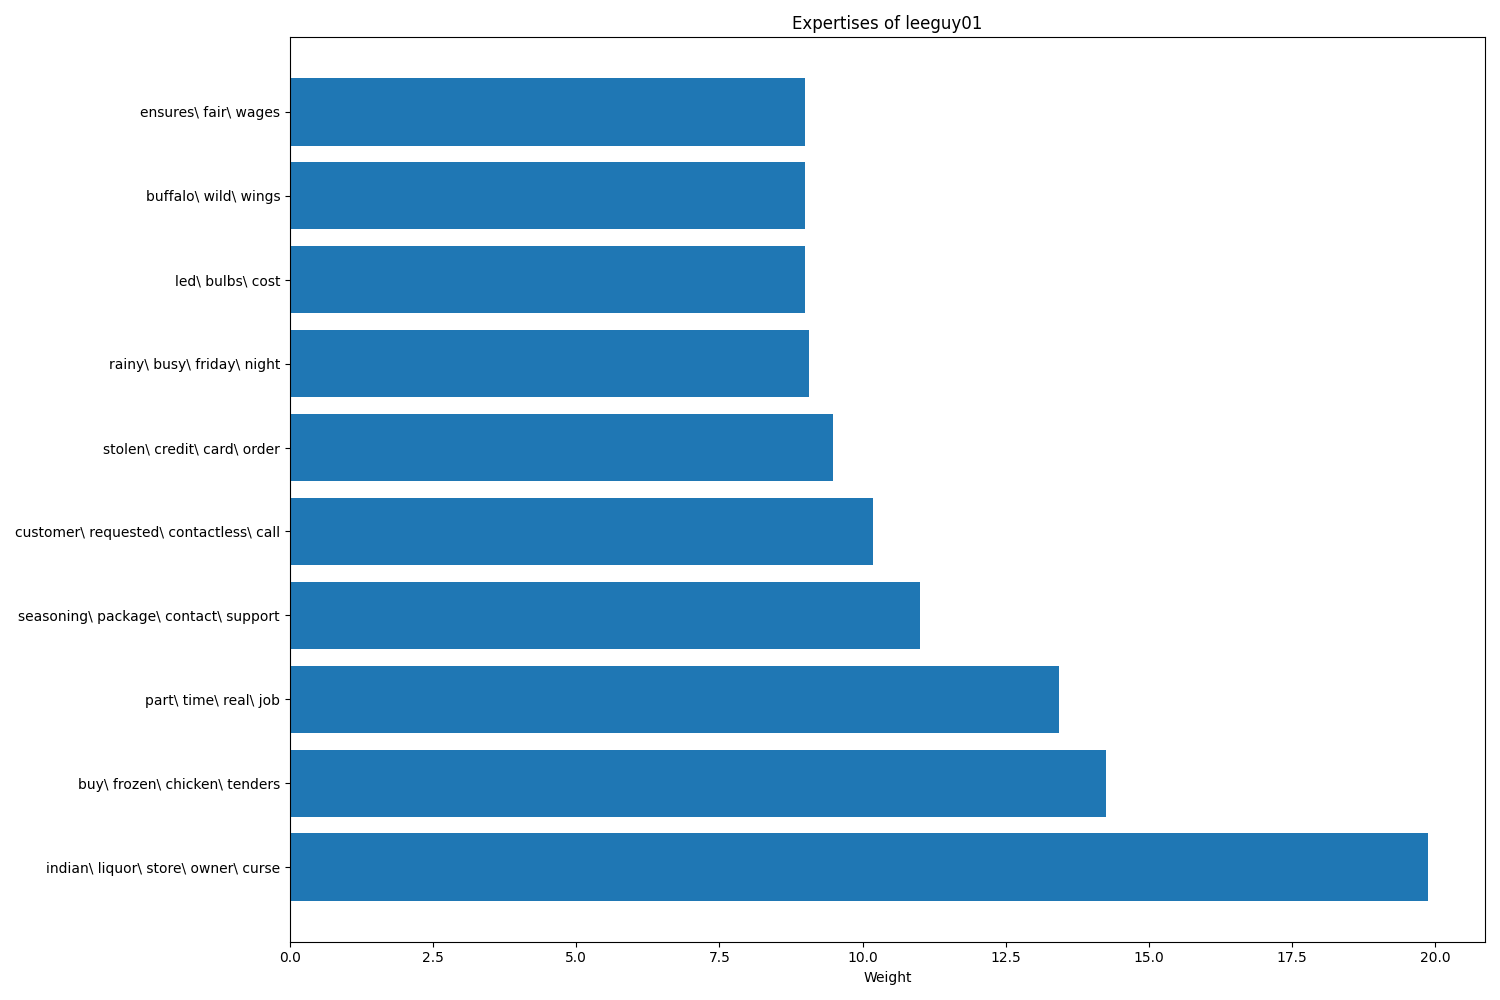 Expertises of leeguy01
ensures\ fair\ wages
buffalo\ wild\ wings
led\ bulbs\ cost
rainy\ busy\ friday\ night
stolen\ credit\ card\ order
customer\ requested\ contactless\ call
seasoning\ package\ contact\ support
part\ time\ real\ job
buy\ frozen\ chicken\ tenders
indian\ liquor\ store\ owner\ curse
0.0 2.5 5.0 7.5 10.0 12.5 15.0 17.5 20.0
Weight